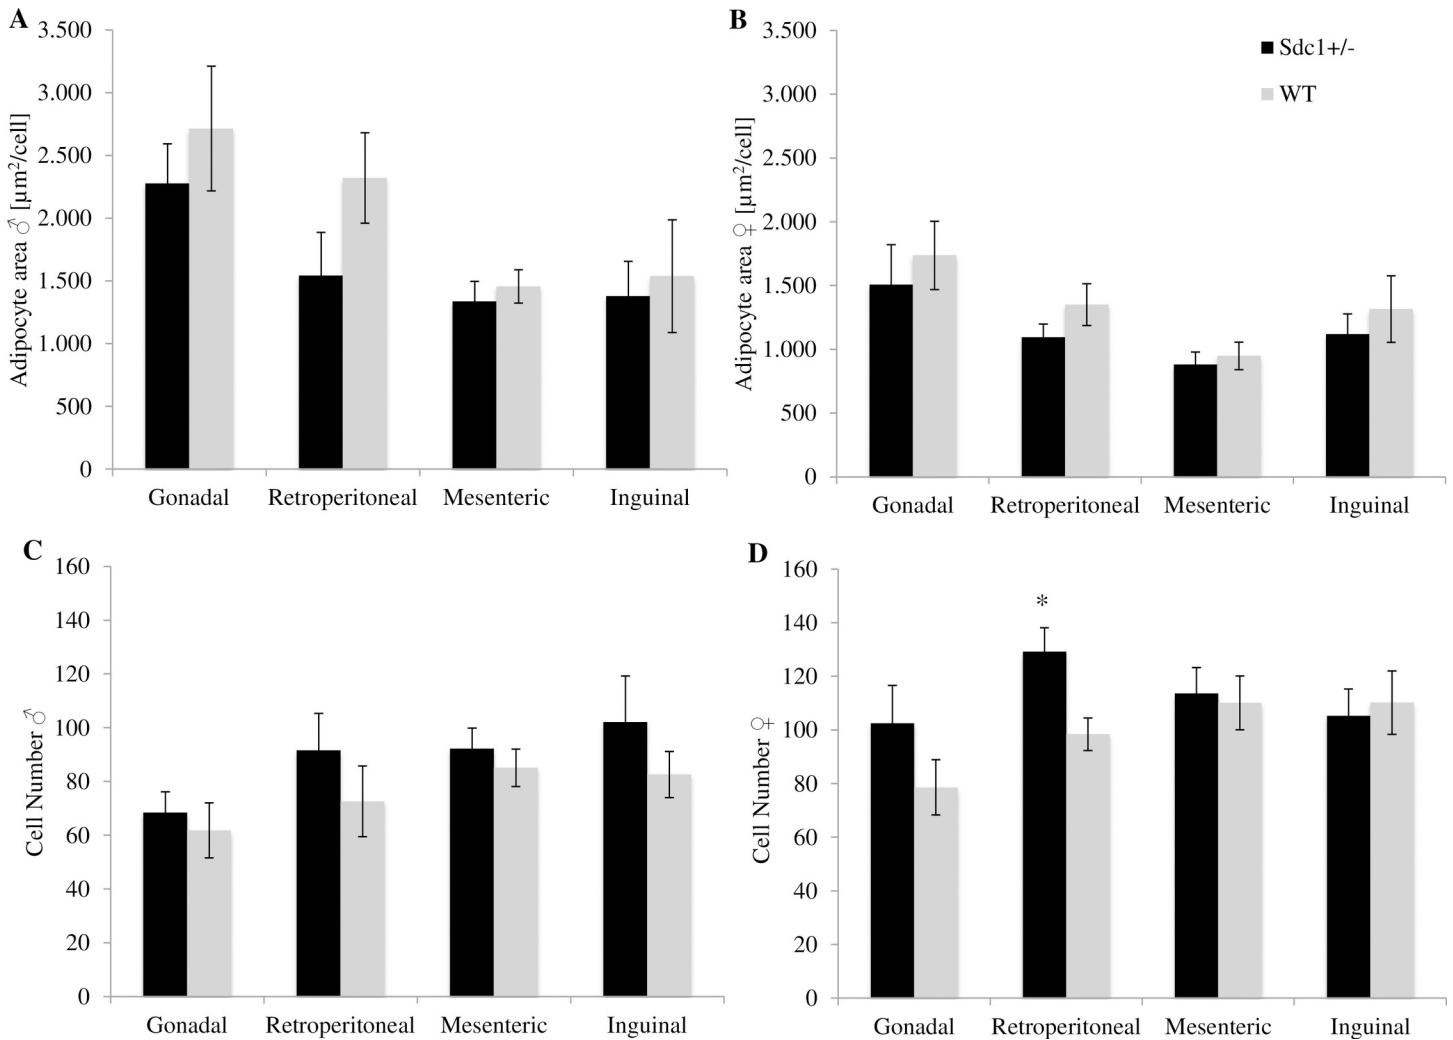 A
Adipocyte area ♂ [µm²/cell]
3.500
3.000
2.500
2.000
1.500
1.000
500
0
Gonadal Retroperitoneal Mesenteric Inguinal
B
Adipocyte area ♀ [µm²/cell]
3.500
3.000
2.500
2.000
1.500
1.000
500
0
Gonadal Retroperitoneal Mesenteric Inguinal
Sdc1+/-
WT
C
Cell Number ♂
160
140
120
100
80
60
40
20
0
Gonadal Retroperitoneal Mesenteric Inguinal
D
Cell Number ♀
160
140
120
100
80
60
40
20
0
*
Gonadal Retroperitoneal Mesenteric Inguinal